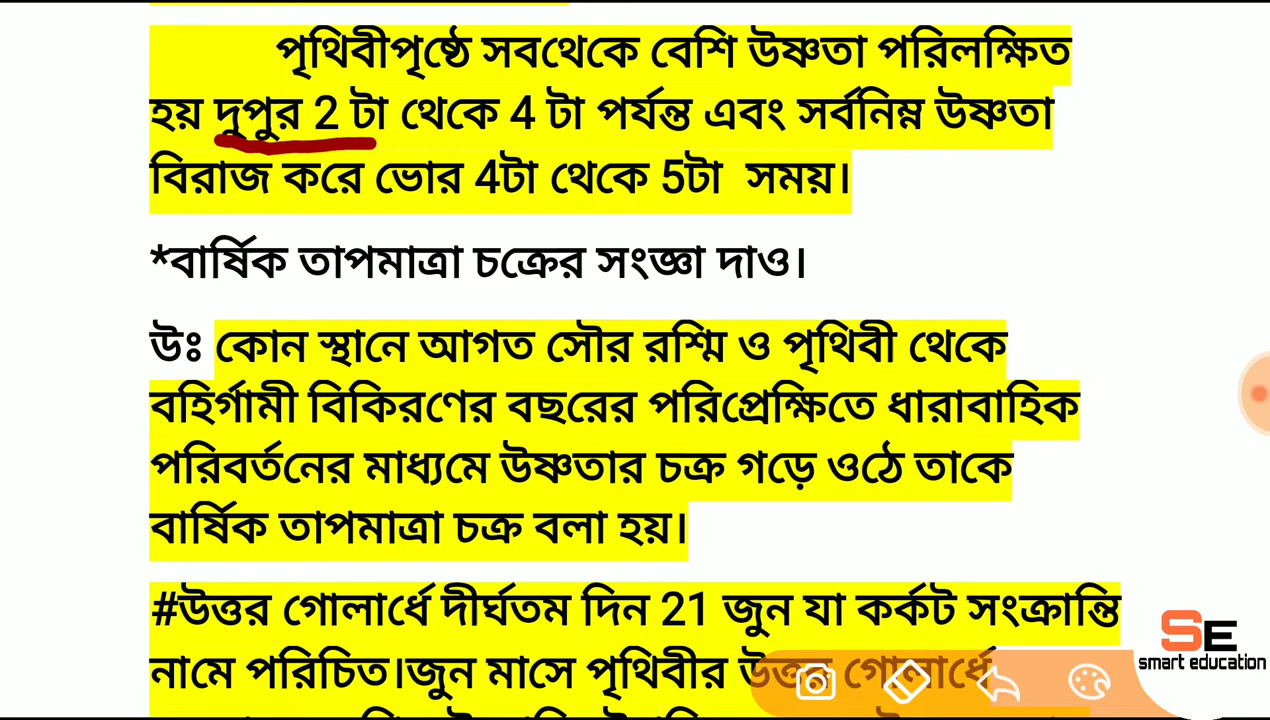 পৃথিবীপৃষ্ঠে সবথেকে বেশি উষ্ণতা পরিলক্ষিত
হয় দুপুর 2 টা থেকে 4 টা পর্যন্ত এবং সর্বনিম্ন উষ্ণতা
বিরাজ করে ভোর 4টা থেকে 5টা সময়।
*বার্ষিক তাপমাত্রা চক্রের সংজ্ঞা দাও।
উঃ কোন স্থানে আগত সৌর রশ্মি ও পৃথিবী থেকে
বহির্গামী বিকিরণের বছরের পরিপ্রেক্ষিতে ধারাবাহিক
পরিবর্তনের মাধ্যমে উষ্ণতার চক্র গড়ে ওঠে তাকে
বার্ষিক তাপমাত্রা চক্র বলা হয়।
#উত্তর গোলার্ধে দীর্ঘতম দিন 21 জুন যা কর্কট সংক্রান্তি
নামে পরিচিত।জুন মাসে পৃথিবীর উত্তর গোলার্ধে
SE
smart education